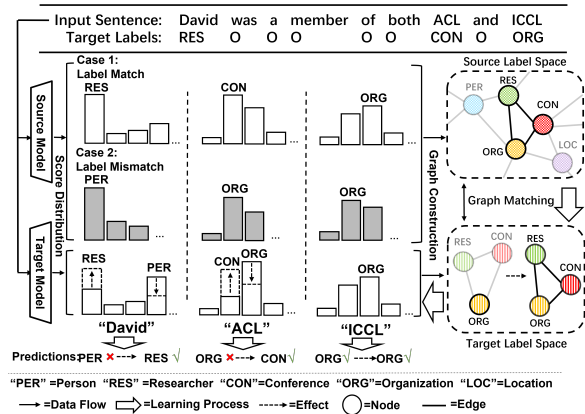 Input Sentence: David was a member of both ACL and ICCL
Target Labels: RES O O O O O CON O ORG
Case 1:
Label Match
Source Label Space
RES
CON
ORG
PER
RES
CON
ORG
LOC
Source Model
Score Distribution
Graph Construction
Case 2:
Label Mismatch
PER
ORG
ORG
Graph Matching
Target Model
RES
PER
CON
ORG
ORG
RES
CON
ORG
RES
CON
ORG
"David"
"ACL"
"ICCL"
Target Label Space
Predictions: PER × RES √ ORG × CON √ ORG √ ORG √
"PER"=Person "RES"=Researcher "CON"=Conference "ORG"=Organization "LOC"=Location
=Data Flow =Learning Process =Effect =Node =Edge